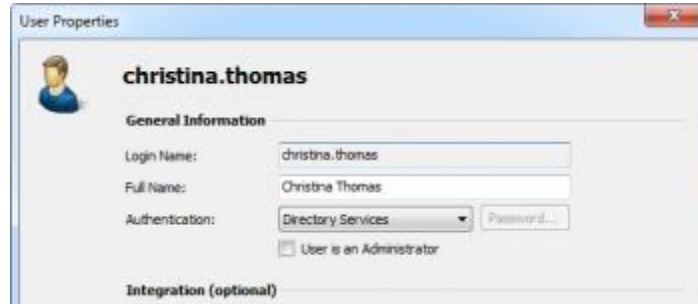 User Properties
christina.thomas
General Information
Login Name: christina.thomas
Full Name: Christina Thomas
Authentication: Directory Services Password...
User is an Administrator
Integration (optional)